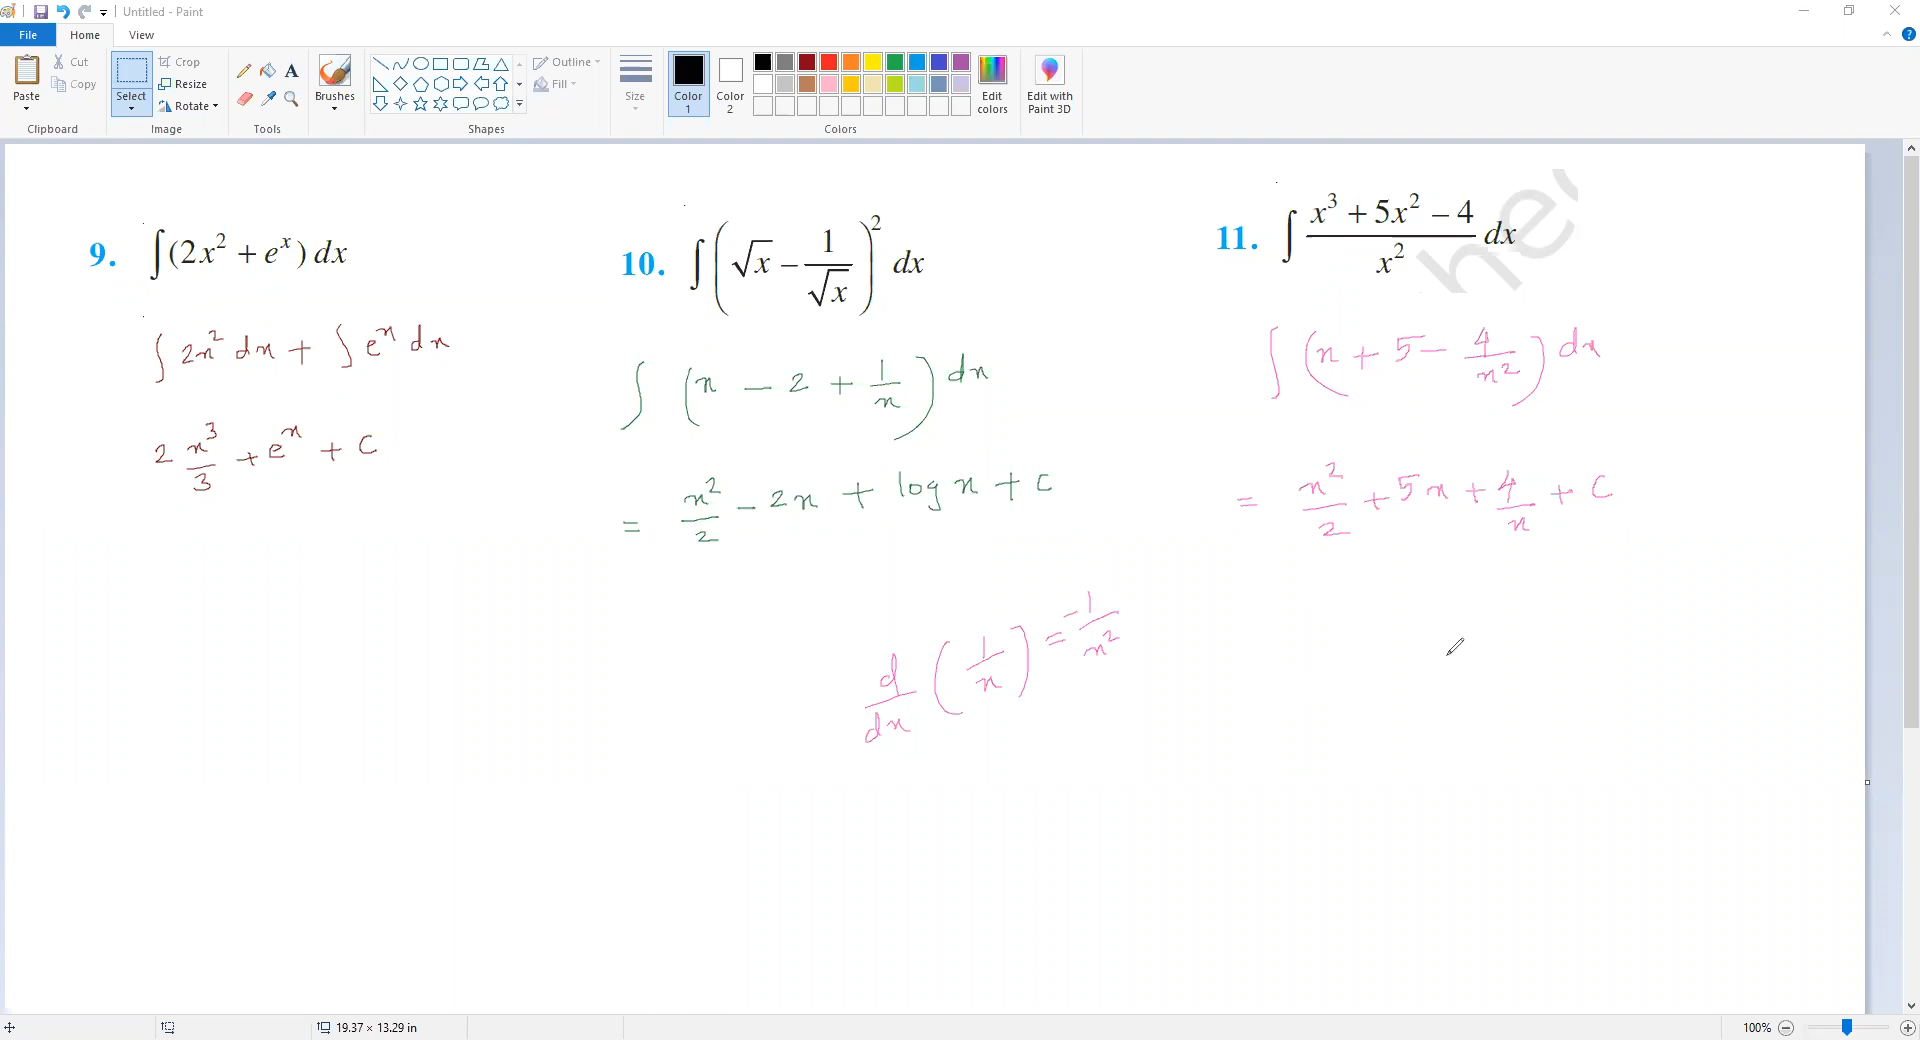 Untitled - Paint
File Home View
Paste Cut Copy
Clipboard
Select Crop Resize Rotate
Image
Tools
Brushes
Shapes
Outline Fill
Size
Color 1
Color 2
Edit colors
Colors
Edit with Paint 3D
9. ∫(2x² + eˣ) dx
∫ 2x² dx + ∫ eˣ dx
2 x³/3 + eˣ + C
10. ∫(√x − 1/√x)² dx
∫ (x − 2 + 1/x) dx
= x²/2 − 2x + log x + C
d/dx (1/x) = −1/x²
11. ∫ (x³ + 5x² − 4)/x² dx
∫ (x + 5 − 4/x²) dx
= x²/2 + 5x + 4/x + C
he
19.37 × 13.29 in
100%